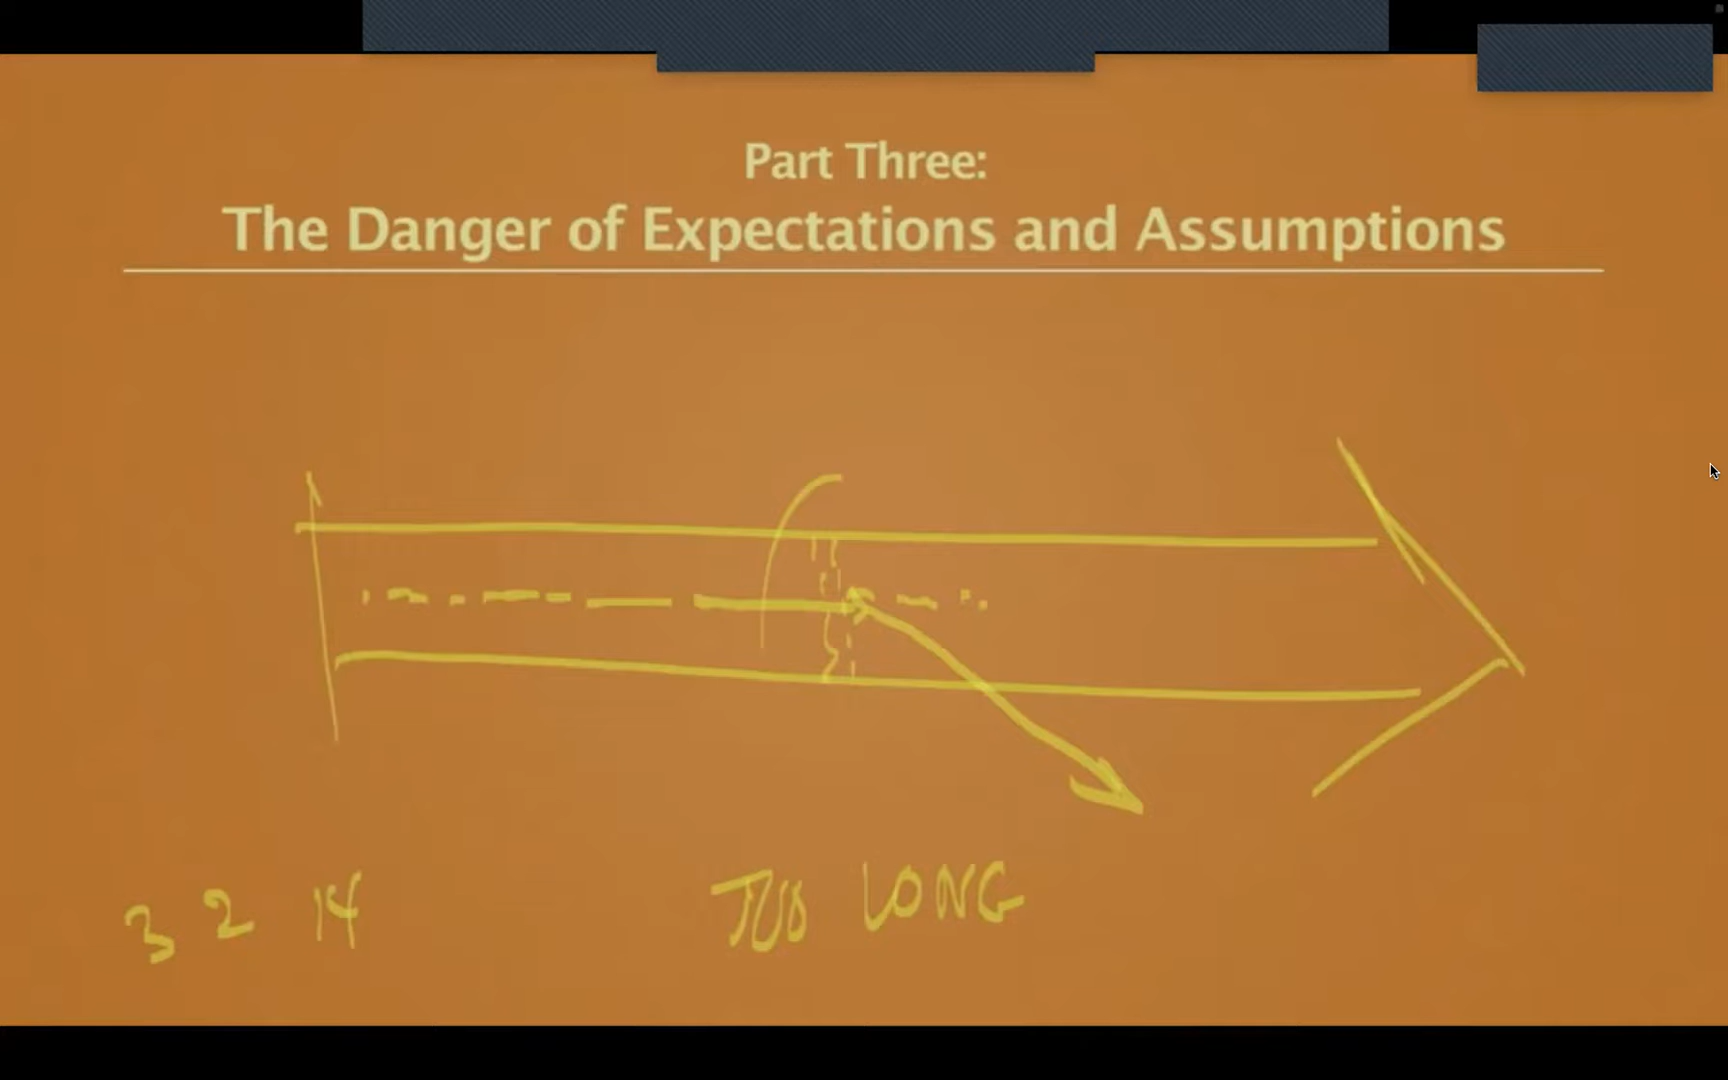 Part Three:
The Danger of Expectations and Assumptions
3 2 14
TOO LONG